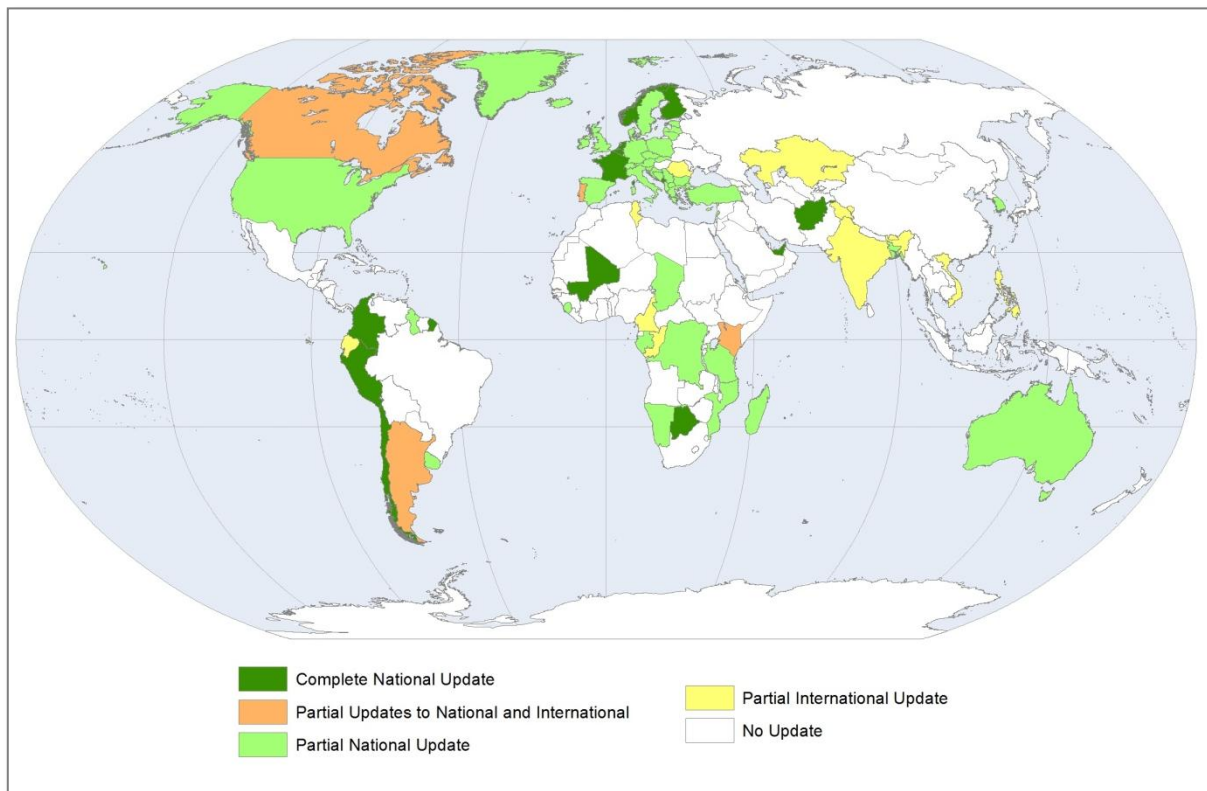 Complete National Update
Partial Updates to National and International
Partial National Update
Partial International Update
No Update